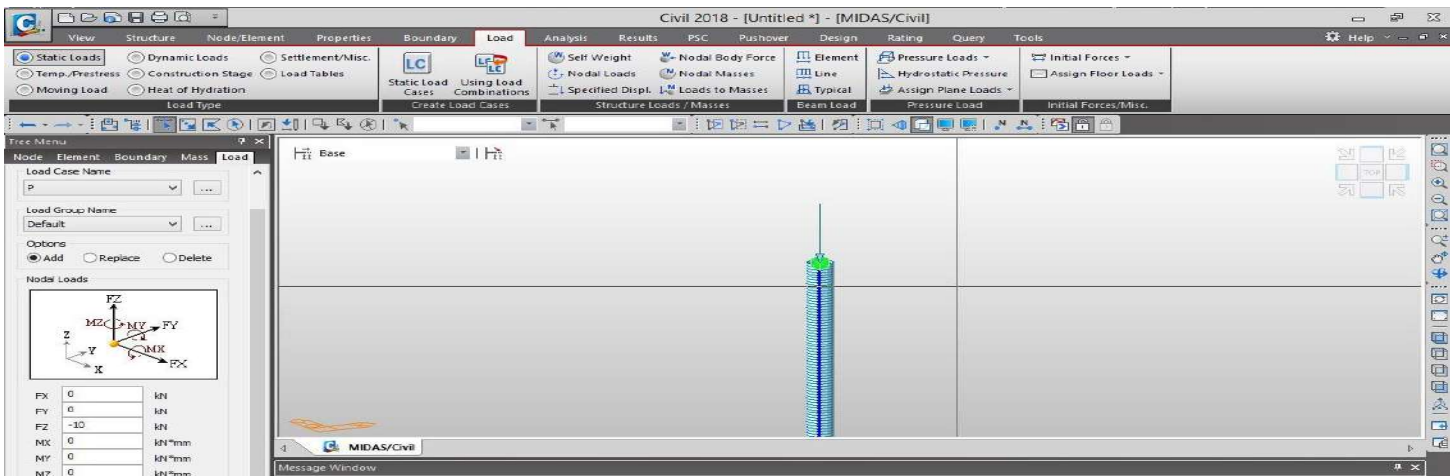 Civil 2018 - [Untitled *] - [MIDAS/Civil]
View Structure Node/Element Properties Boundary Load Analysis Results PSC Pushover Design Rating Query Tools Help
Static Loads Dynamic Loads Settlement/Misc.
Temp./Prestress Construction Stage Load Tables
Moving Load Heat of Hydration
Load Type
LC LC
Static Load Cases
Using Load Combinations
Create Load Cases
Self Weight Nodal Body Force
Nodal Loads Nodal Masses
Specified Displ. Loads to Masses
Structure Loads / Masses
Element
Line
Typical
Beam Load
Pressure Loads
Hydrostatic Pressure
Assign Plane Loads
Pressure Load
Initial Forces
Assign Floor Loads
Initial Forces/Misc.
Tree Menu
Node Element Boundary Mass Load
Load Case Name
P ...
Load Group Name
Default ...
Options
Add Replace Delete
Nodal Loads
FZ
MZ MY FY
Z Y MX
X FX
FX 0 kN
FY 0 kN
FZ -10 kN
MX 0 kN*mm
MY 0 kN*mm
MZ 0 kN*mm
Base
TOP
MIDAS/Civil
Message Window